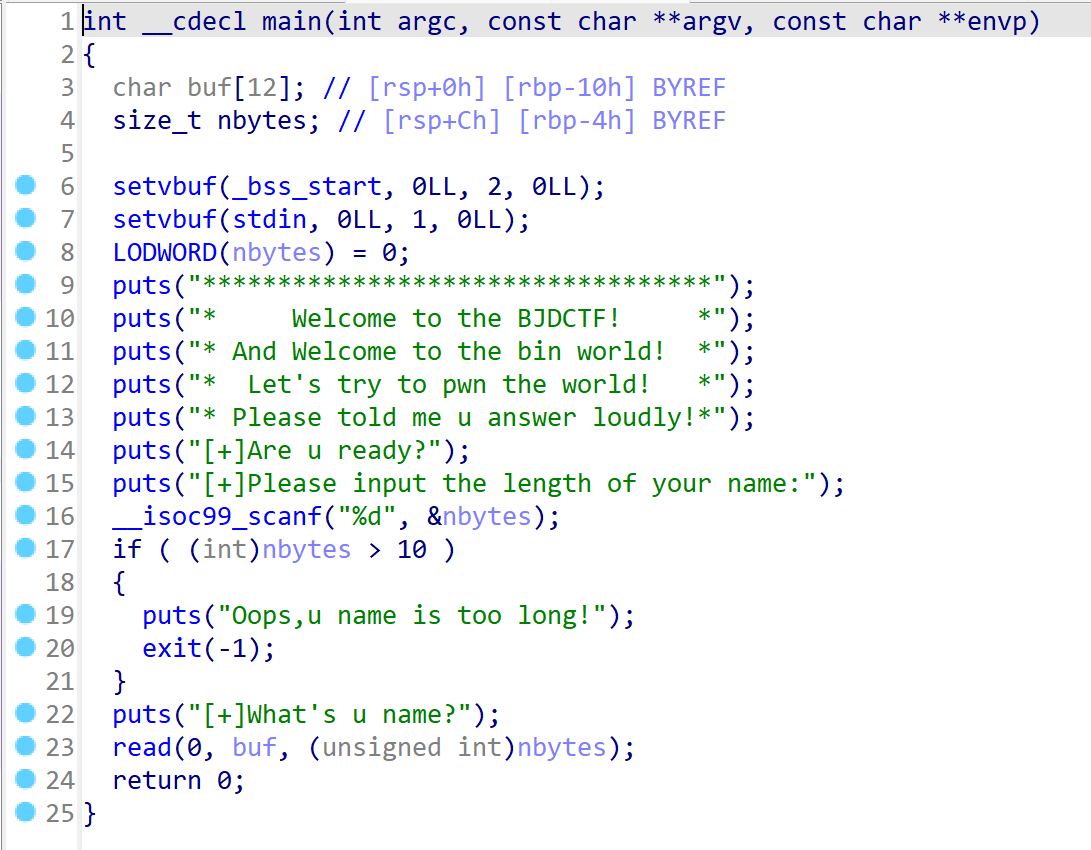 1 int __cdecl main(int argc, const char **argv, const char **envp)
2 {
3   char buf[12]; // [rsp+0h] [rbp-10h] BYREF
4   size_t nbytes; // [rsp+Ch] [rbp-4h] BYREF
5
6   setvbuf(_bss_start, 0LL, 2, 0LL);
7   setvbuf(stdin, 0LL, 1, 0LL);
8   LODWORD(nbytes) = 0;
9   puts("**********************************");
10   puts("*     Welcome to the BJDCTF!     *");
11   puts("* And Welcome to the bin world!  *");
12   puts("*  Let's try to pwn the world!   *");
13   puts("* Please told me u answer loudly!*");
14   puts("[+]Are u ready?");
15   puts("[+]Please input the length of your name:");
16   __isoc99_scanf("%d", &nbytes);
17   if ( (int)nbytes > 10 )
18   {
19     puts("Oops,u name is too long!");
20     exit(-1);
21   }
22   puts("[+]What's u name?");
23   read(0, buf, (unsigned int)nbytes);
24   return 0;
25 }